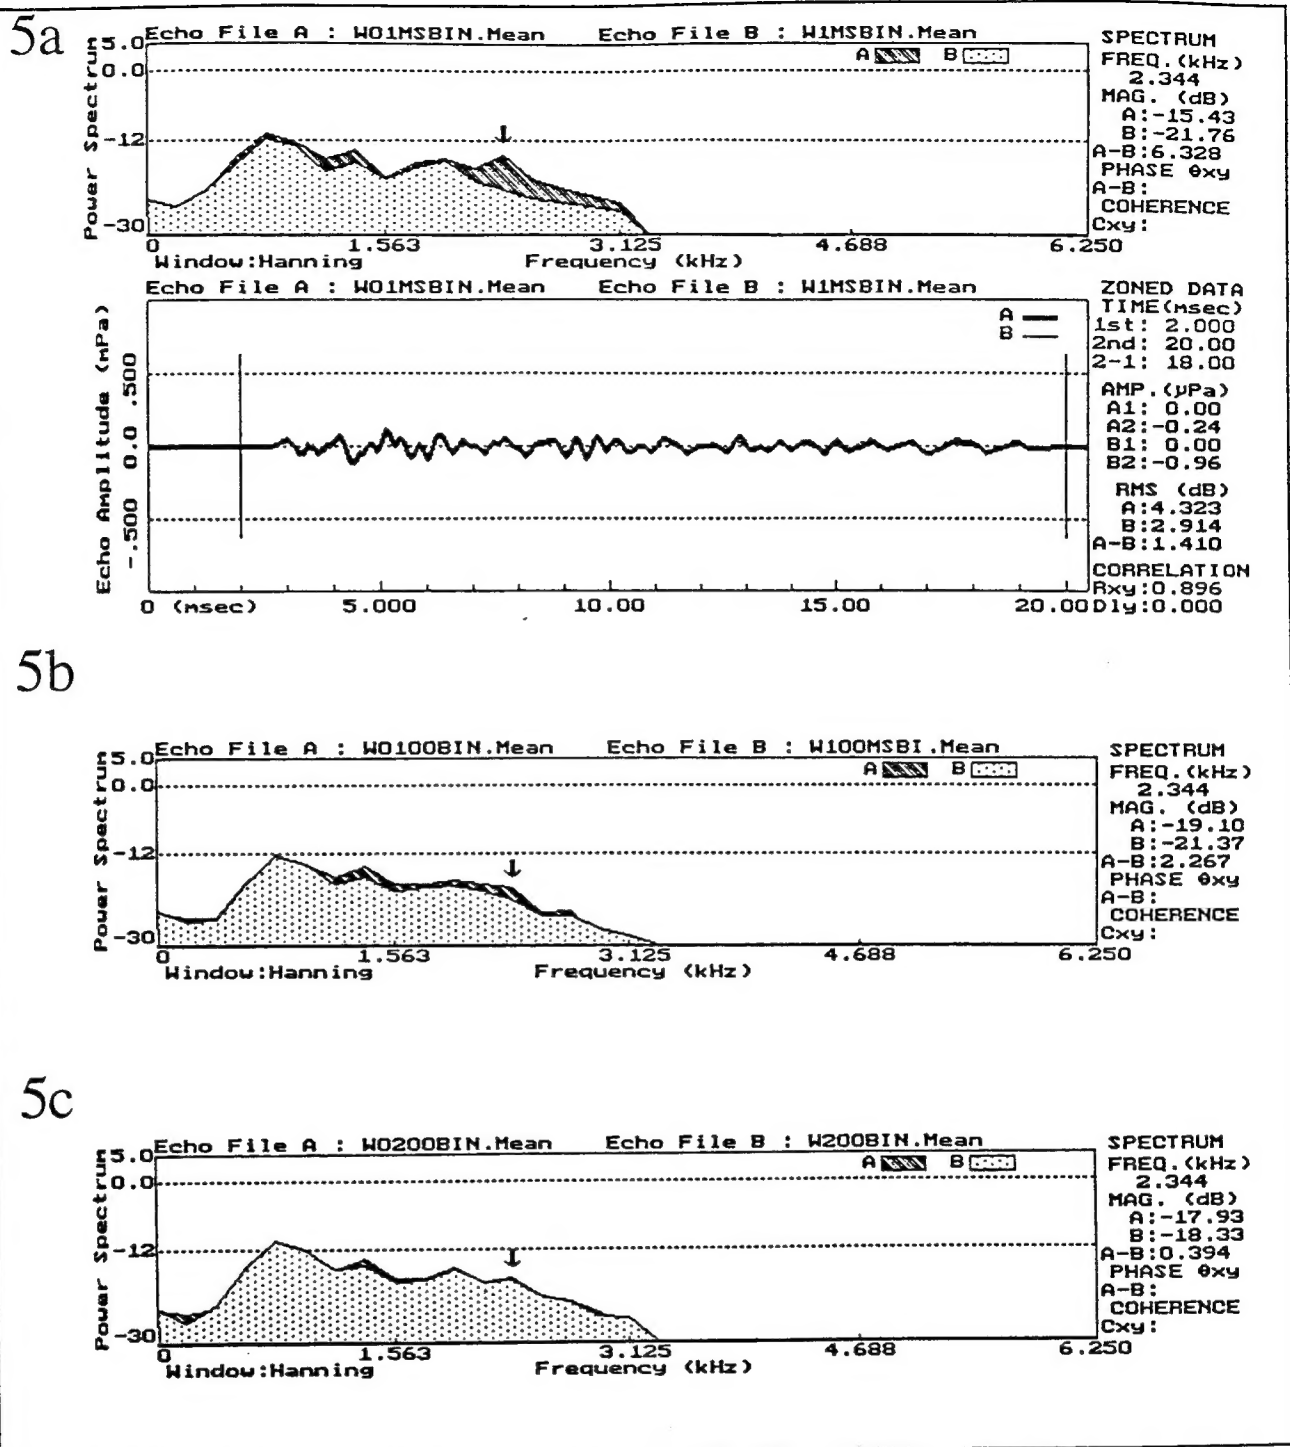 5a
Echo File A : W01MSBIN.Mean Echo File B : W1MSBIN.Mean
A B
Power Spectrum
5.0
0.0
-12
-30
0 1.563 3.125 4.688 6.250
Window:Hanning Frequency (kHz)
SPECTRUM
FREQ.(kHz)
2.344
MAG. (dB)
A:-15.43
B:-21.76
A-B:6.328
PHASE θxy
A-B:
COHERENCE
Cxy:
Echo File A : W01MSBIN.Mean Echo File B : W1MSBIN.Mean
A
B
Echo Amplitude (mPa)
.500
0.0
-.500
0 (msec) 5.000 10.00 15.00 20.00
ZONED DATA
TIME(msec)
1st: 2.000
2nd: 20.00
2-1: 18.00
AMP.(µPa)
A1: 0.00
A2:-0.24
B1: 0.00
B2:-0.96
RMS (dB)
A:4.323
B:2.914
A-B:1.410
CORRELATION
Rxy:0.896
Dly:0.000
5b
Echo File A : W0100BIN.Mean Echo File B : W100MSBI.Mean
A B
Power Spectrum
5.0
0.0
-12
-30
0 1.563 3.125 4.688 6.250
Window:Hanning Frequency (kHz)
SPECTRUM
FREQ.(kHz)
2.344
MAG. (dB)
A:-19.10
B:-21.37
A-B:2.267
PHASE θxy
A-B:
COHERENCE
Cxy:
5c
Echo File A : W0200BIN.Mean Echo File B : W200BIN.Mean
A B
Power Spectrum
5.0
0.0
-12
-30
0 1.563 3.125 4.688 6.250
Window:Hanning Frequency (kHz)
SPECTRUM
FREQ.(kHz)
2.344
MAG. (dB)
A:-17.93
B:-18.33
A-B:0.394
PHASE θxy
A-B:
COHERENCE
Cxy: